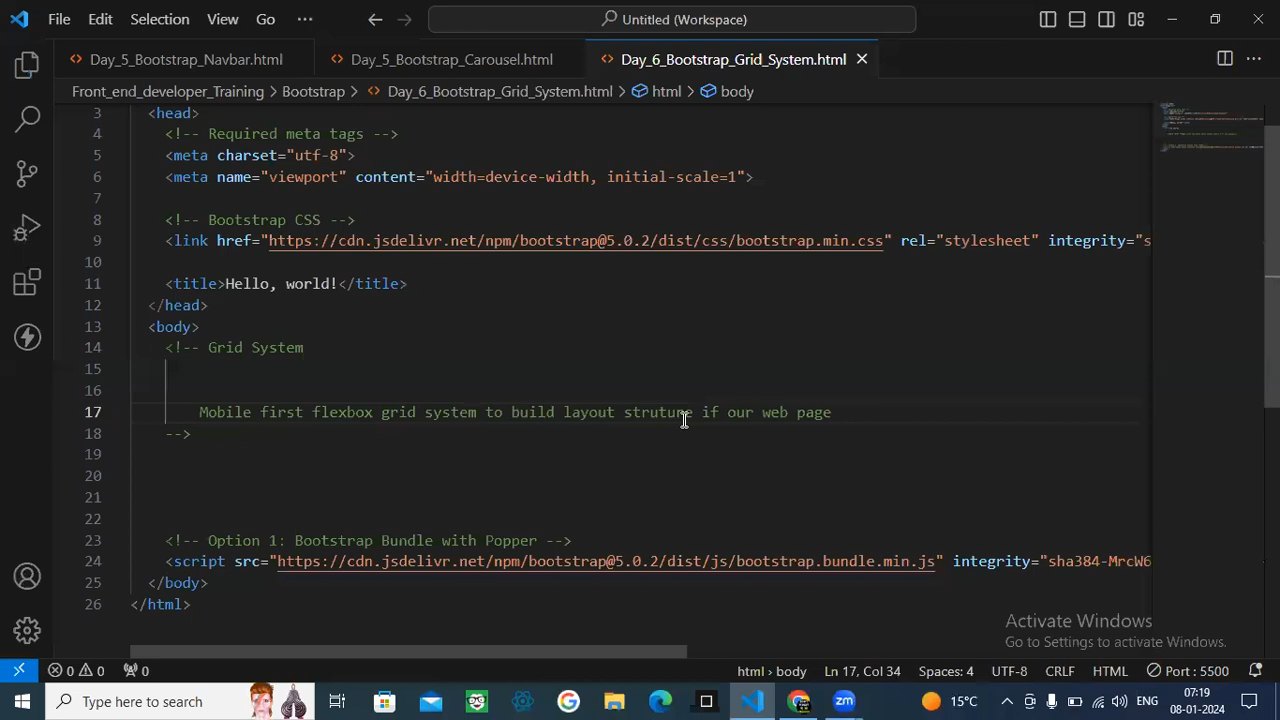 File Edit Selection View Go ··· Untitled (Workspace)
Day_5_Bootstrap_Navbar.html Day_5_Bootstrap_Carousel.html Day_6_Bootstrap_Grid_System.html
Front_end_developer_Training > Bootstrap > Day_6_Bootstrap_Grid_System.html > html > body
3 <head>
4 <!-- Required meta tags -->
5 <meta charset="utf-8">
6 <meta name="viewport" content="width=device-width, initial-scale=1">
7
8 <!-- Bootstrap CSS -->
9 <link href="https://cdn.jsdelivr.net/npm/bootstrap@5.0.2/dist/css/bootstrap.min.css" rel="stylesheet" integrity="s
10
11 <title>Hello, world!</title>
12 </head>
13 <body>
14 <!-- Grid System
15
16
17 Mobile first flexbox grid system to build layout struture if our web page
18 -->
19
20
21
22
23 <!-- Option 1: Bootstrap Bundle with Popper -->
24 <script src="https://cdn.jsdelivr.net/npm/bootstrap@5.0.2/dist/js/bootstrap.bundle.min.js" integrity="sha384-MrcW6
25 </body>
26 </html>
Activate Windows
Go to Settings to activate Windows.
0 0 0 html > body Ln 17, Col 34 Spaces: 4 UTF-8 CRLF HTML Port : 5500
Type here to search 15°C ENG 07:19
08-01-2024